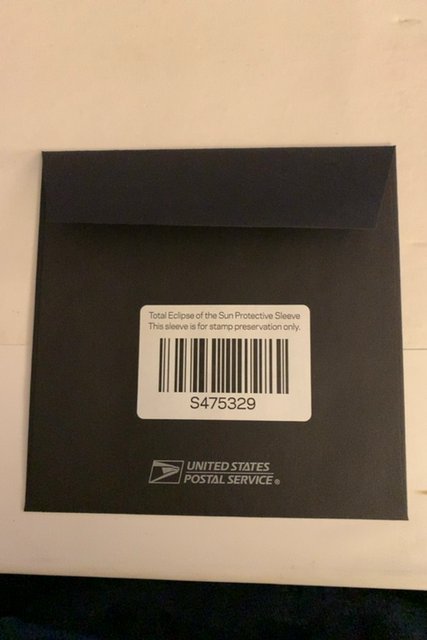 Total Eclipse of the Sun Protective Sleeve
This sleeve is for stamp preservation only.
S475329
UNITED STATES
POSTAL SERVICE®